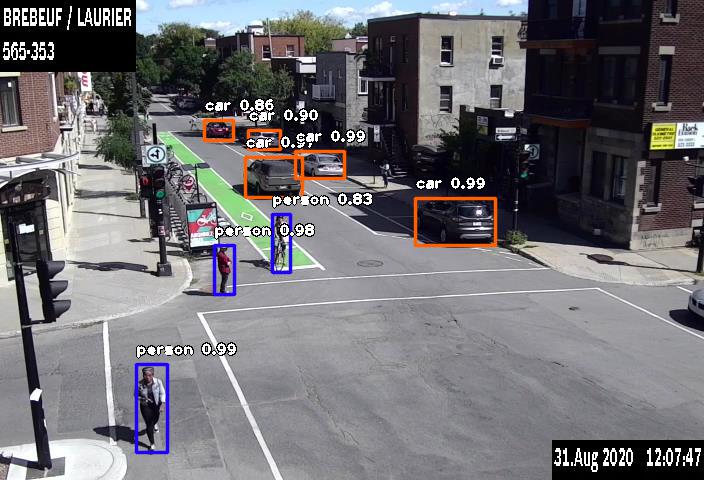 BREBEUF / LAURIER
565-353
car 0.86
car 0.90
car 0.99
car 0.97
car 0.99
person 0.83
person 0.98
person 0.99
31.Aug 2020 12:07:47